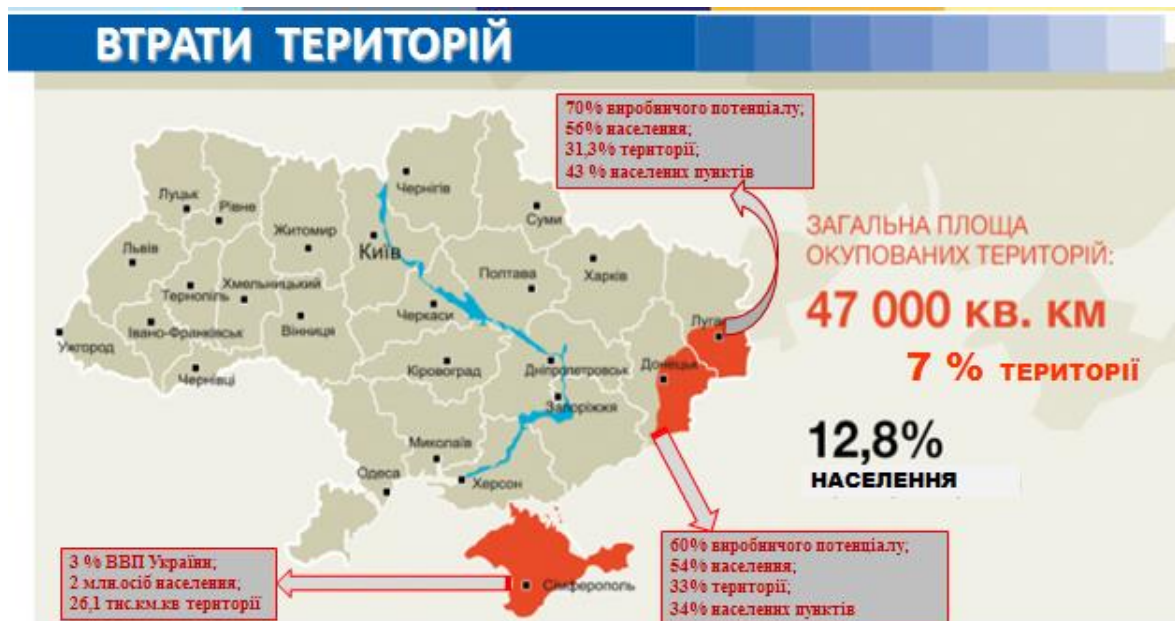 ВТРАТИ ТЕРИТОРІЙ
70% виробничого потенціалу;
56% населення;
31,3% території;
43 % населених пунктів
Чернігів
Луцьк
Рівне
Суми
Житомир
Київ
Львів
Полтава
Харків
Хмельницький
Тернопіль
Черкаси
Івано-Франківськ
Вінниця
Ужгород
Чернівці
Кіровоград
Дніпропетровськ
Донецьк
Запоріжжя
Миколаїв
Одеса
Херсон
Сімферополь
ЗАГАЛЬНА ПЛОЩА
ОКУПОВАНИХ ТЕРИТОРІЙ:
47 000 КВ. КМ
7 % ТЕРИТОРІЇ
12,8%
НАСЕЛЕННЯ
3 % ВВП України;
2 млн.осіб населення;
26,1 тис.км.кв території
60% виробничого потенціалу;
54% населення;
33% території;
34% населених пунктів